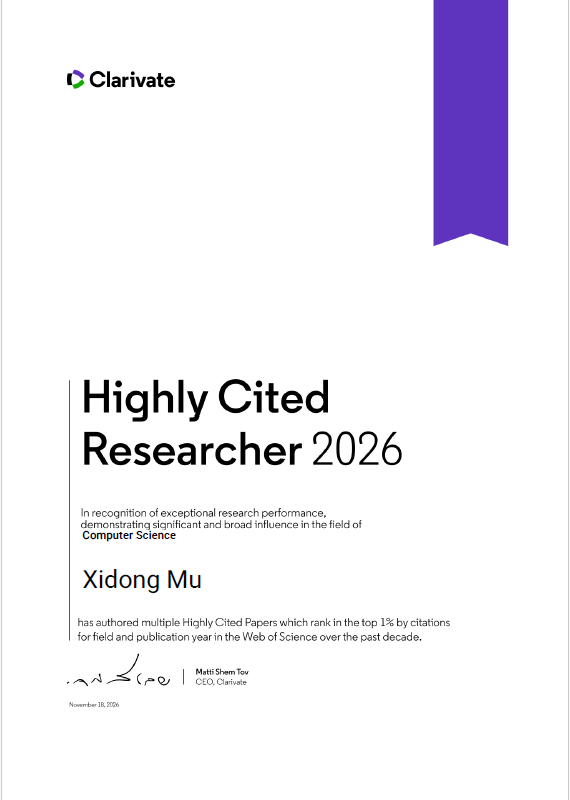 Clarivate
Highly Cited
Researcher 2026
In recognition of exceptional research performance,
demonstrating significant and broad influence in the field of
Computer Science
Xidong Mu
has authored multiple Highly Cited Papers which rank in the top 1% by citations
for field and publication year in the Web of Science over the past decade.
Matti Shem Tov
CEO, Clarivate
November 18, 2026